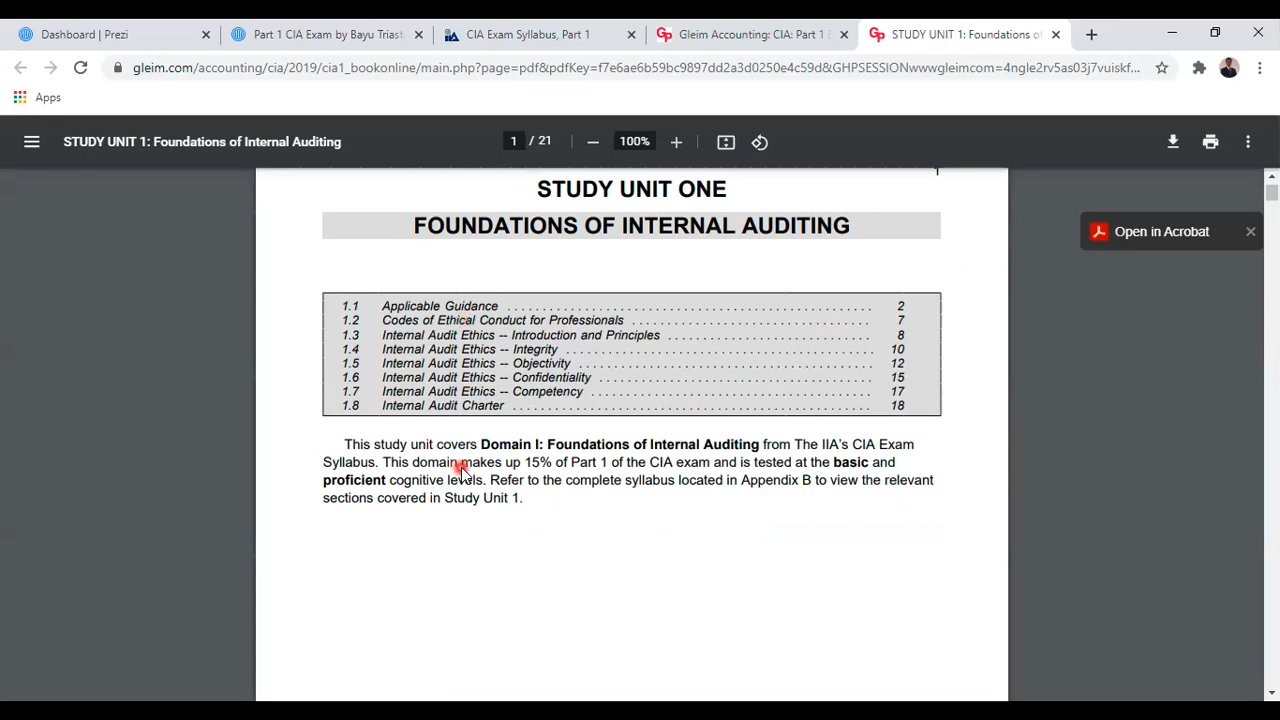 Dashboard | Prezi
Part 1 CIA Exam by Bayu Triast
CIA Exam Syllabus, Part 1
Gleim Accounting: CIA: Part 1 E
STUDY UNIT 1: Foundations of
gleim.com/accounting/cia/2019/cia1_bookonline/main.php?page=pdf&pdfKey=f7e6ae6b59bc9897dd2a3d0250e4c59d&GHPSESSIONwwwgleimcom=4ngle2rv5as03j7vuiskf...
Apps
STUDY UNIT 1: Foundations of Internal Auditing
1 / 21
100%
Open in Acrobat
1
STUDY UNIT ONE
FOUNDATIONS OF INTERNAL AUDITING
1.1 Applicable Guidance . . . . . . . . . . . . . . . . . . . . . . . . . . . . . . . . . . . . . . . . . . . . . . . . . . . 2
1.2 Codes of Ethical Conduct for Professionals . . . . . . . . . . . . . . . . . . . . . . . . . . . . . . . . . 7
1.3 Internal Audit Ethics -- Introduction and Principles . . . . . . . . . . . . . . . . . . . . . . . . . . . . 8
1.4 Internal Audit Ethics -- Integrity . . . . . . . . . . . . . . . . . . . . . . . . . . . . . . . . . . . . . . . . . . 10
1.5 Internal Audit Ethics -- Objectivity . . . . . . . . . . . . . . . . . . . . . . . . . . . . . . . . . . . . . . . . 12
1.6 Internal Audit Ethics -- Confidentiality . . . . . . . . . . . . . . . . . . . . . . . . . . . . . . . . . . . . . 15
1.7 Internal Audit Ethics -- Competency . . . . . . . . . . . . . . . . . . . . . . . . . . . . . . . . . . . . . . 17
1.8 Internal Audit Charter . . . . . . . . . . . . . . . . . . . . . . . . . . . . . . . . . . . . . . . . . . . . . . . . . . 18
This study unit covers Domain I: Foundations of Internal Auditing from The IIA's CIA Exam
Syllabus. This domain makes up 15% of Part 1 of the CIA exam and is tested at the basic and
proficient cognitive levels. Refer to the complete syllabus located in Appendix B to view the relevant
sections covered in Study Unit 1.